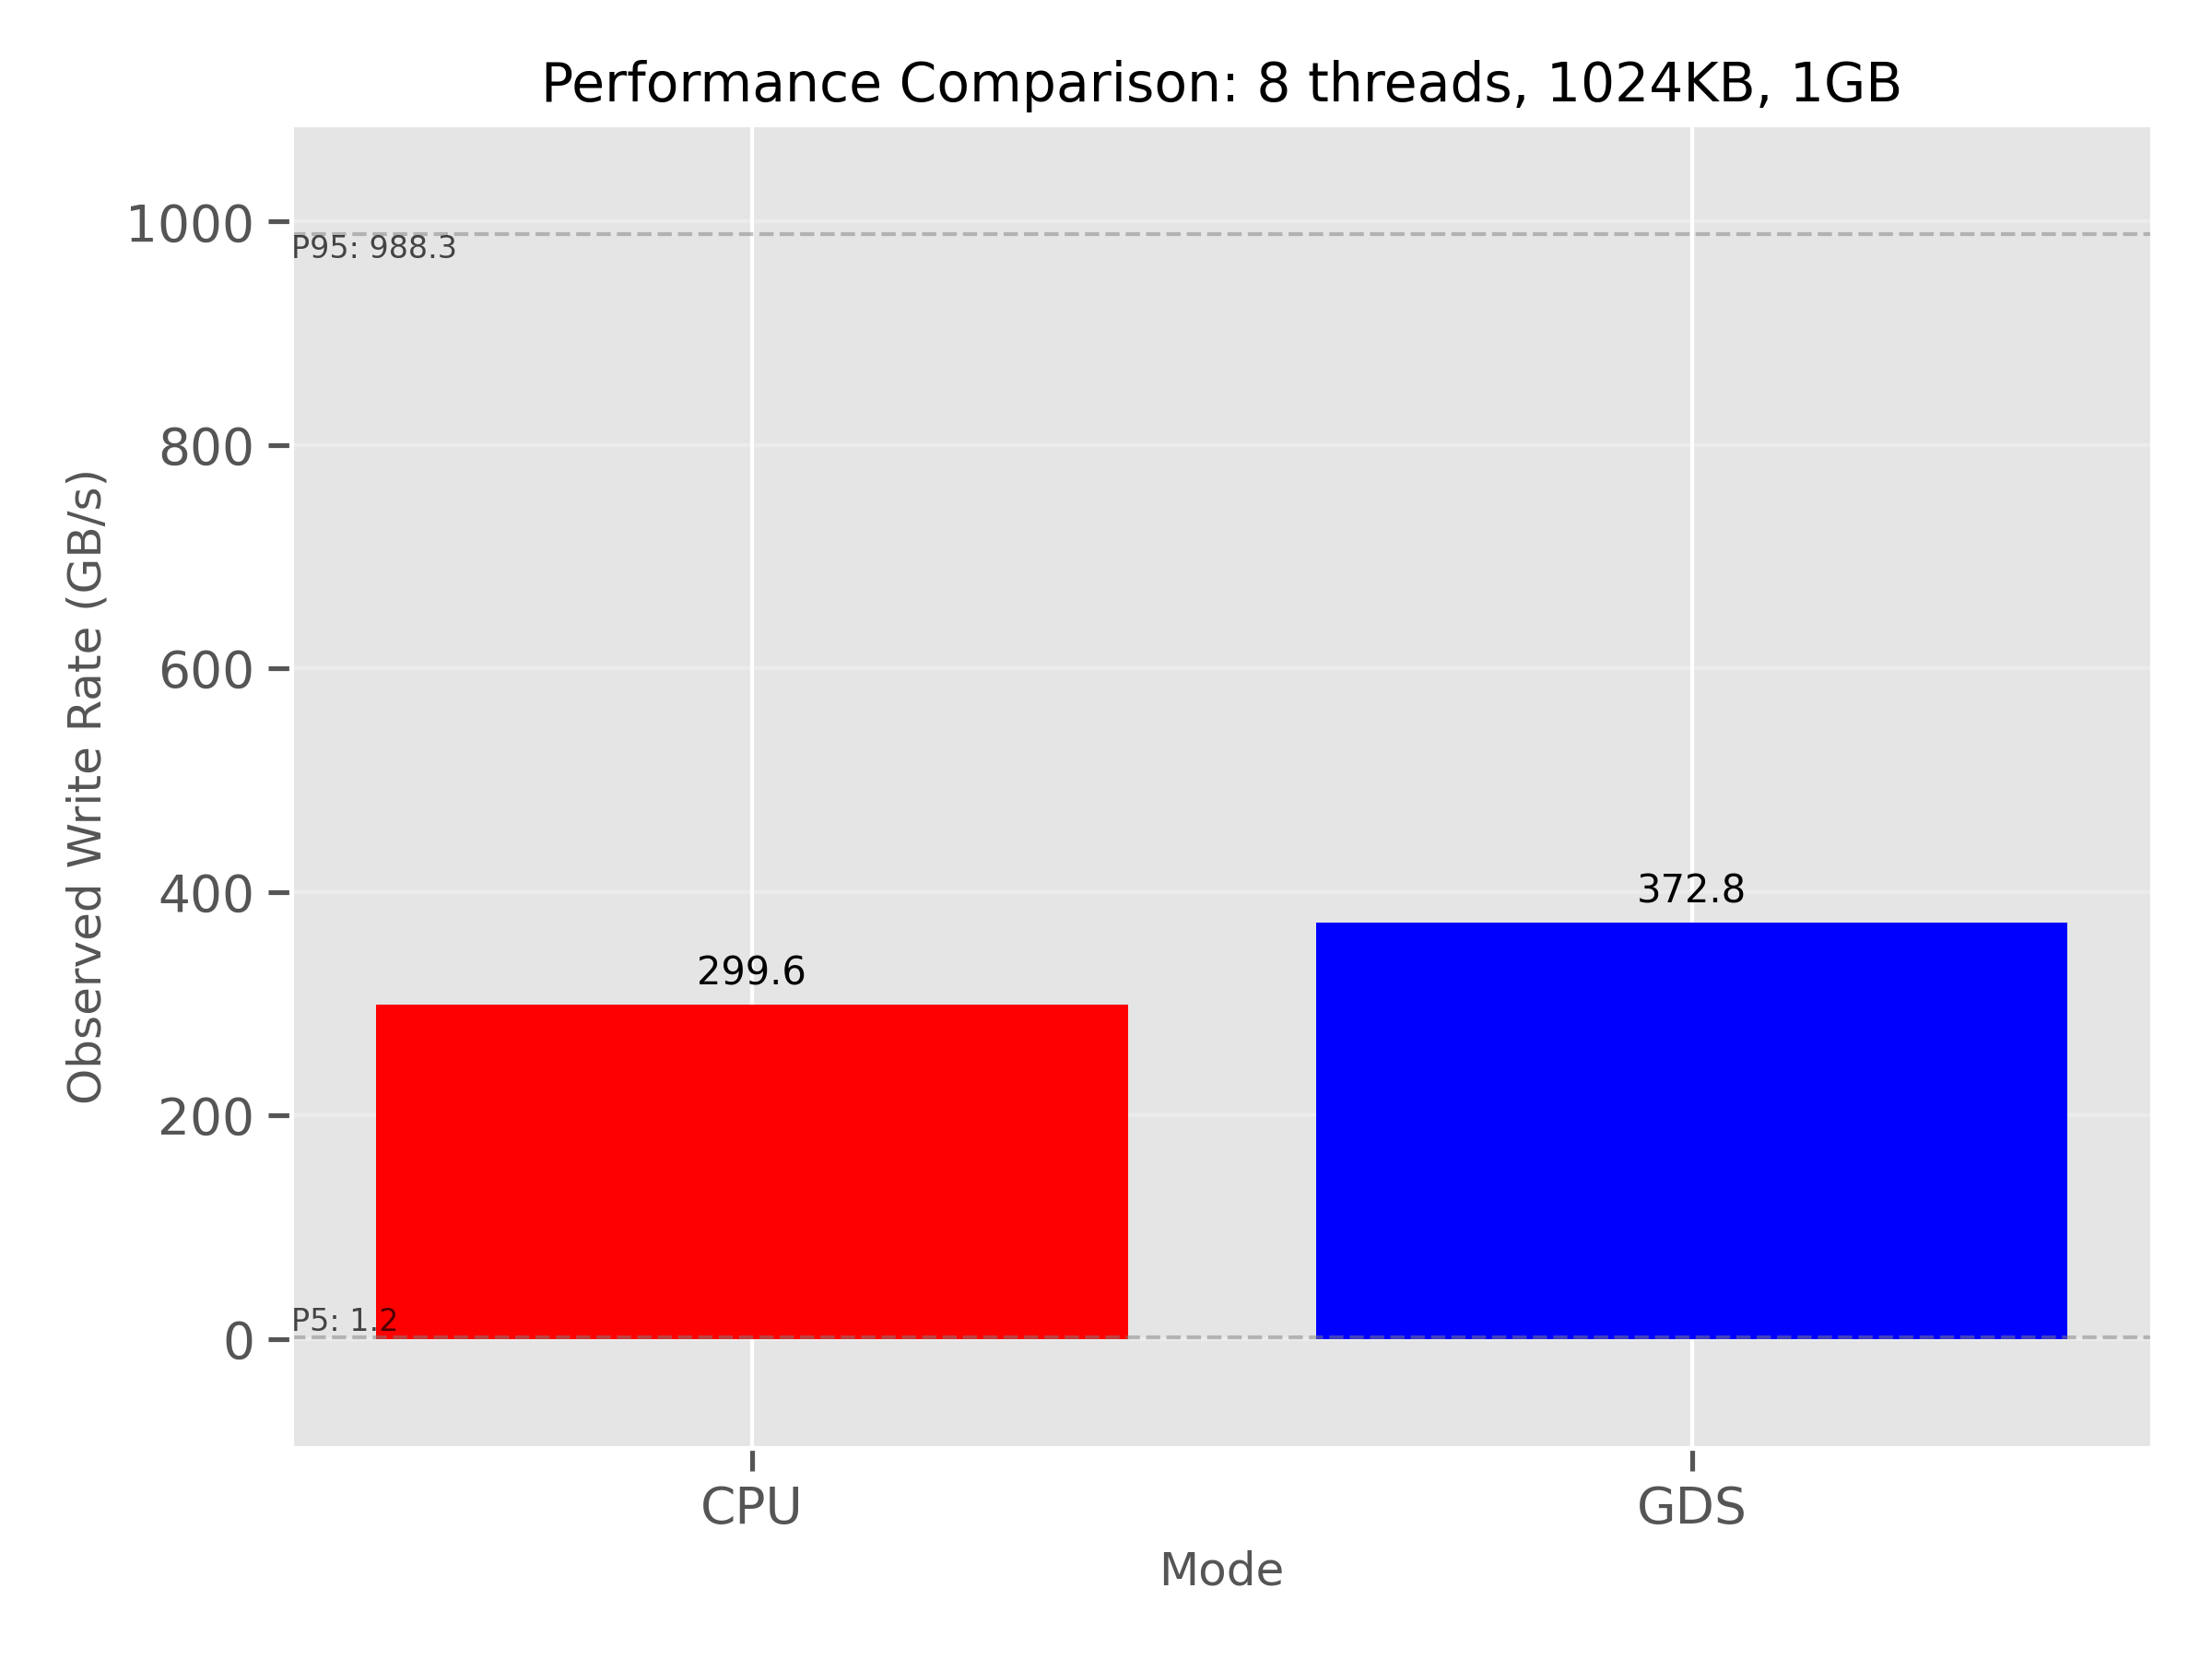 Performance Comparison: 8 threads, 1024KB, 1GB
Observed Write Rate (GB/s)
1000
P95: 988.3
800
600
400
372.8
299.6
200
P5: 1.2
0
CPU
GDS
Mode